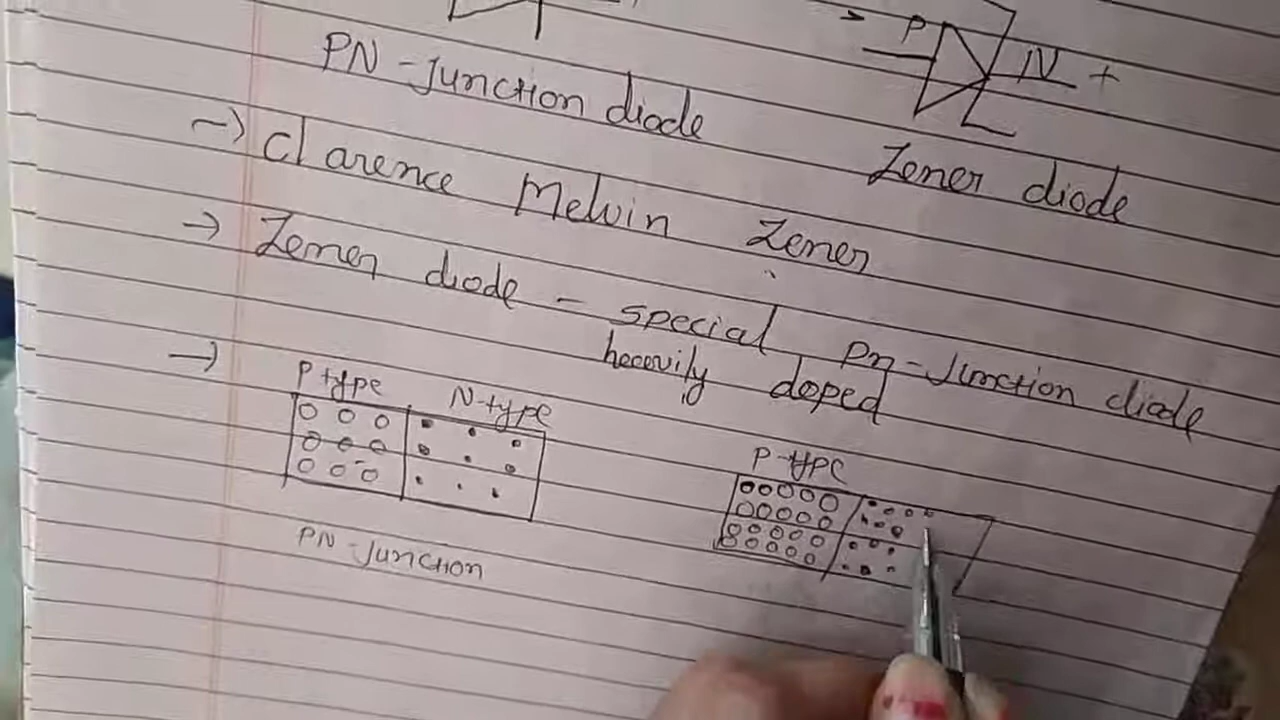 P N +
PN-Junction diode
Zener diode
→ Clarence Melvin Zener
→ Zener diode - special Pn-Junction diode
heavily doped
→
P type N-type
P-type
PN-Junction